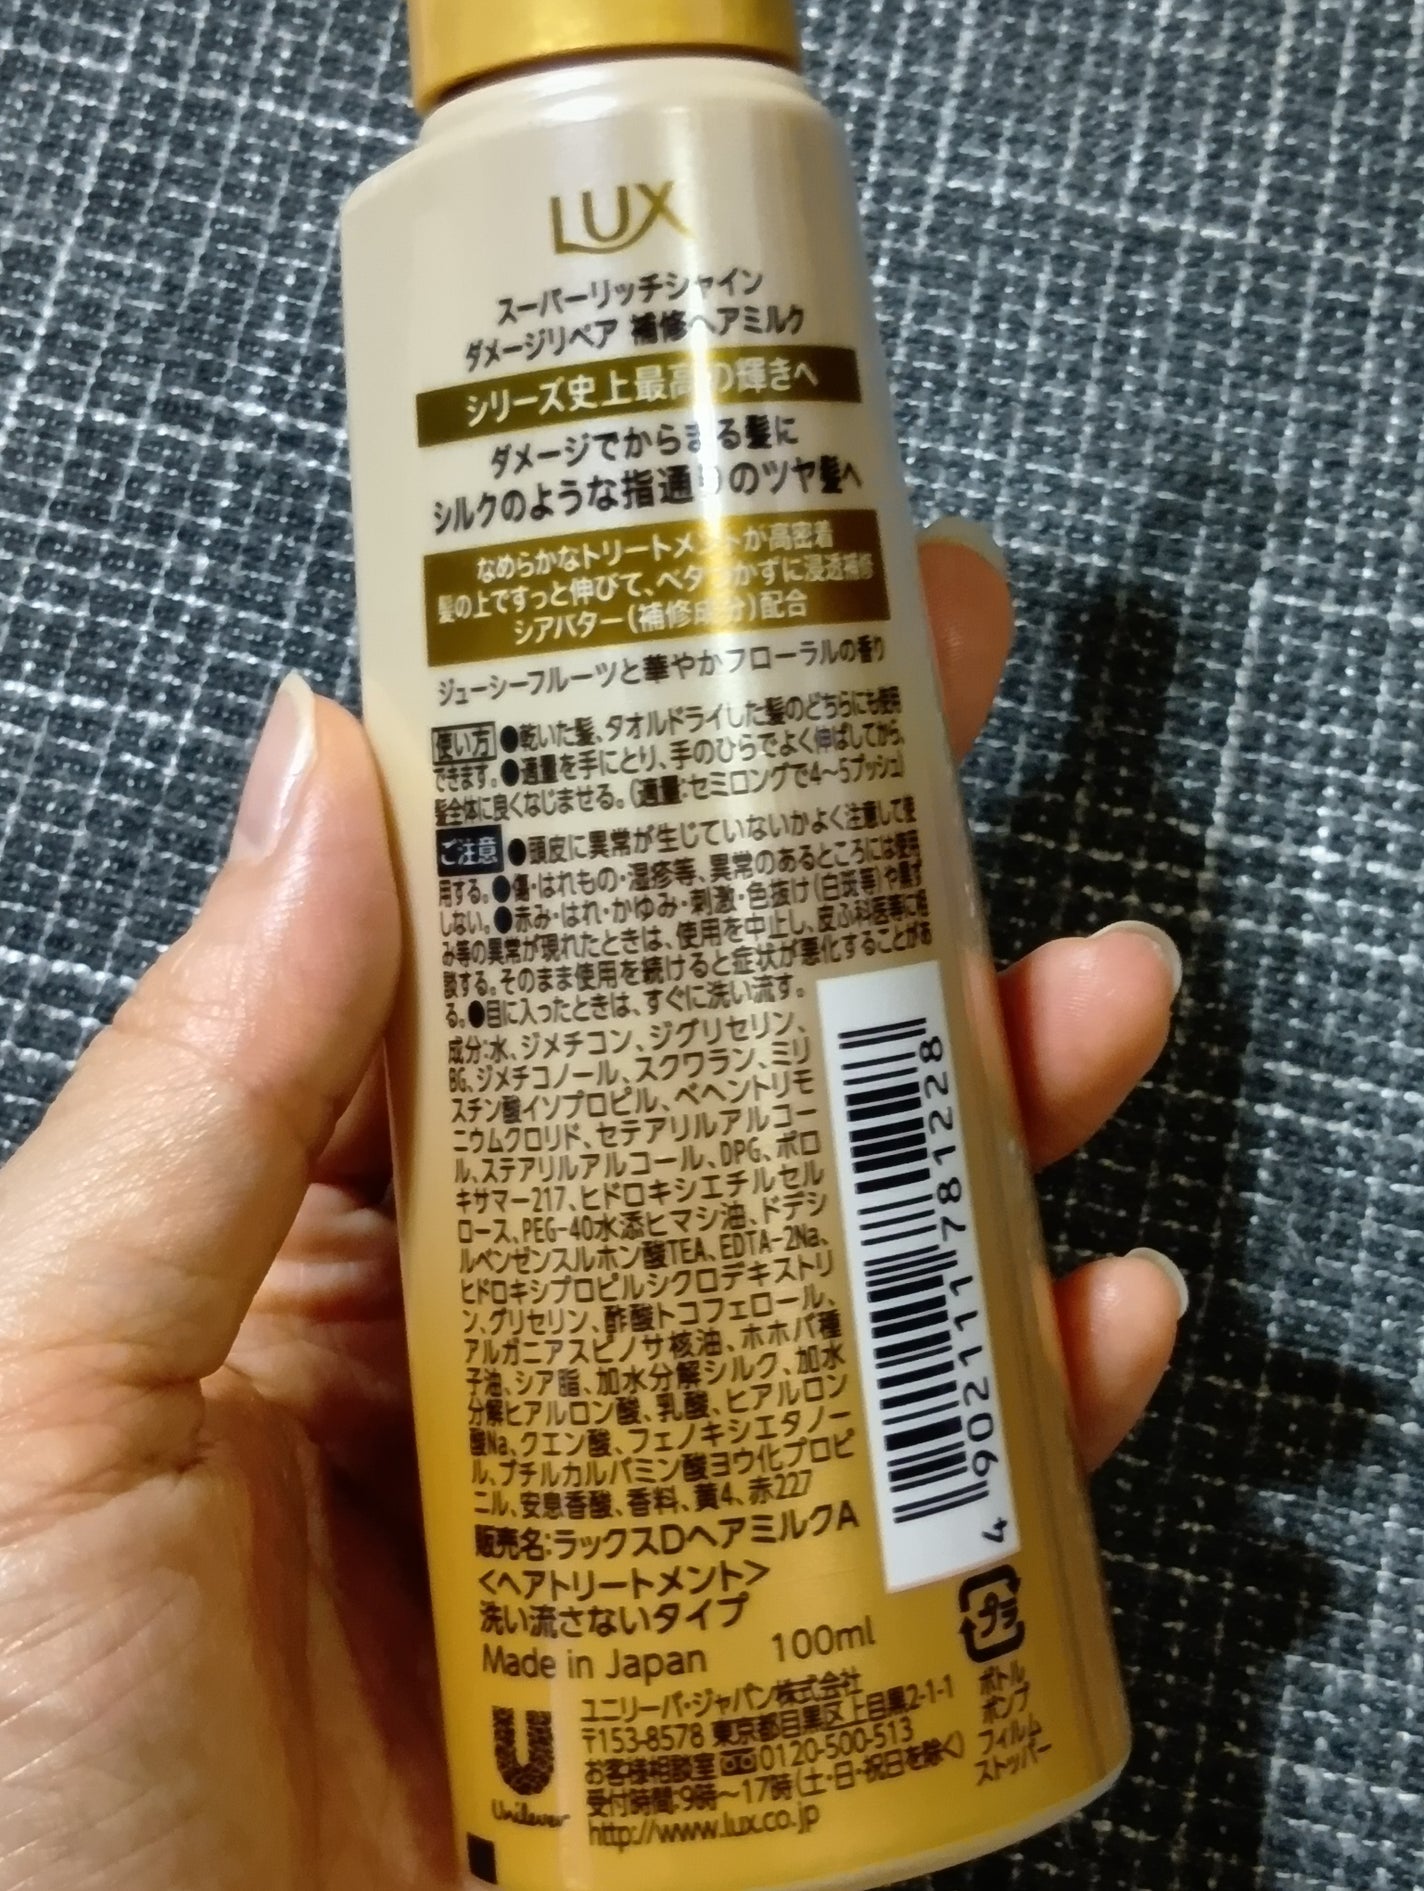 LUX
スーパーリッチシャイン
ダメージリペア 補修ヘアミルク
シリーズ史上最高の輝きへ
ダメージでからまる髪に
シルクのような指通りのツヤ髪へ
なめらかなトリートメントが高密着
髪の上ですっと伸びて、ベタつかずに浸透補修
シアバター(補修成分)配合
ジューシーフルーツと華やかフローラルの香り
使い方 ●乾いた髪、タオルドライした髪のどちらにも使用
できます。●適量を手にとり、手のひらでよく伸ばしてから、
髪全体に良くなじませる。(適量:セミロングで4〜5プッシュ)
ご注意 ●頭皮に異常が生じていないかよく注意して使
用する。●傷・はれもの・湿疹等、異常のあるところには使用
しない。●赤み・はれ・かゆみ・刺激・色抜け(白斑等)や黒ず
み等の異常が現れたときは、使用を中止し、皮ふ科医等に相
談する。そのまま使用を続けると症状が悪化することがあ
る。●目に入ったときは、すぐに洗い流す。
成分:水、ジメチコン、ジグリセリン、
BG、ジメチコノール、スクワラン、ミリ
スチン酸イソプロピル、ベヘントリモ
ニウムクロリド、セテアリルアルコー
ル、ステアリルアルコール、DPG、ポロ
キサマー217、ヒドロキシエチルセル
ロース、PEG-40水添ヒマシ油、ドデシ
ルベンゼンスルホン酸TEA、EDTA-2Na、
ヒドロキシプロピルシクロデキストリ
ン、グリセリン、酢酸トコフェロール、
アルガニアスピノサ核油、ホホバ種
子油、シア脂、加水分解シルク、加水
分解ヒアルロン酸、乳酸、ヒアルロン
酸Na、クエン酸、フェノキシエタノー
ル、ブチルカルバミン酸ヨウ化プロピ
ニル、安息香酸、香料、黄4、赤227
販売名:ラックスDヘアミルクA
<ヘアトリートメント>
洗い流さないタイプ
Made in Japan 100ml
ユニリーバ・ジャパン株式会社
〒153-8578 東京都目黒区上目黒2-1-1
お客様相談室 0120-500-513
受付時間:9時〜17時(土・日・祝日を除く)
http://www.lux.co.jp
Unilever
4 902111 781228
プラ
ボトル
ポンプ
フィルム
ストッパー